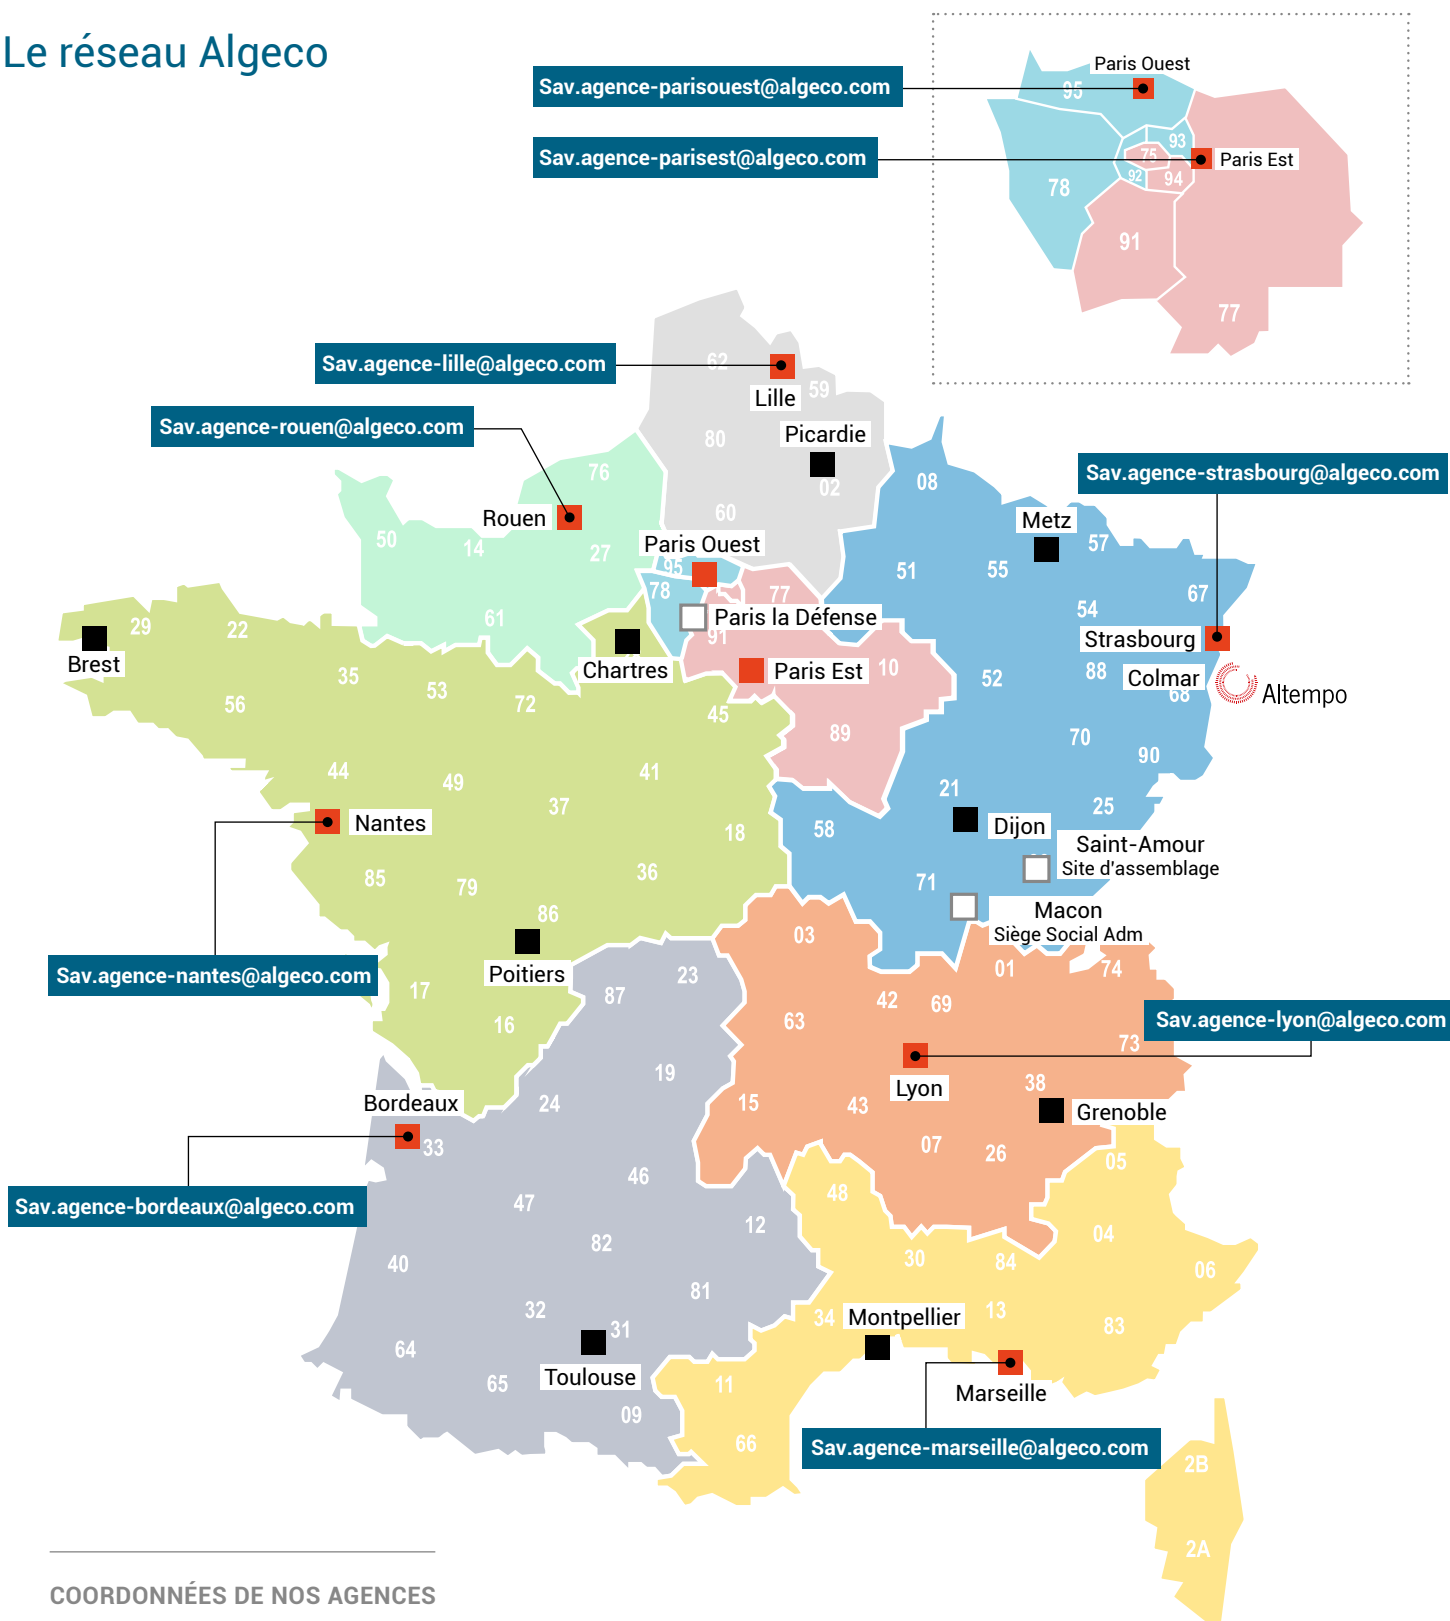 Le réseau Algeco
Paris Ouest
Sav.agence-parisouest@algeco.com
95
93
Sav.agence-parisest@algeco.com
75
Paris Est
92
94
78
91
77
Sav.agence-lille@algeco.com
62
Lille
59
Sav.agence-rouen@algeco.com
80
Picardie
02
60
76
Rouen
50
14
27
61
Sav.agence-strasbourg@algeco.com
08
Metz
57
51
55
67
54
Strasbourg
52
88
Colmar
68
Altempo
70
90
Paris Ouest
95
78
77
Paris la Défense
91
Paris Est
10
89
29
22
Brest
35
56
53
72
Chartres
45
44
49
41
37
Nantes
18
85
79
36
86
Poitiers
17
16
Sav.agence-nantes@algeco.com
21
25
58
Dijon
Saint-Amour
Site d'assemblage
71
Macon
Siège Social Adm
03
01
74
42
69
63
Sav.agence-lyon@algeco.com
73
Lyon
38
15
43
Grenoble
07
26
23
87
19
24
Bordeaux
33
46
Sav.agence-bordeaux@algeco.com
47
12
82
40
81
32
31
64
Toulouse
65
09
05
48
04
30
84
06
34
Montpellier
13
83
11
Marseille
66
Sav.agence-marseille@algeco.com
2B
2A
COORDONNÉES DE NOS AGENCES